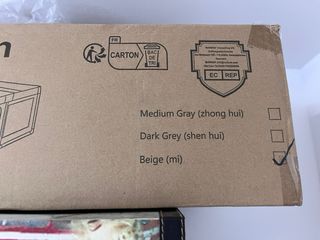 n
FR
CARTON
BAC
DE
TRI
EC REP
Medium Gray (zhong hui)
Dark Grey (shen hui)
Beige (mi)